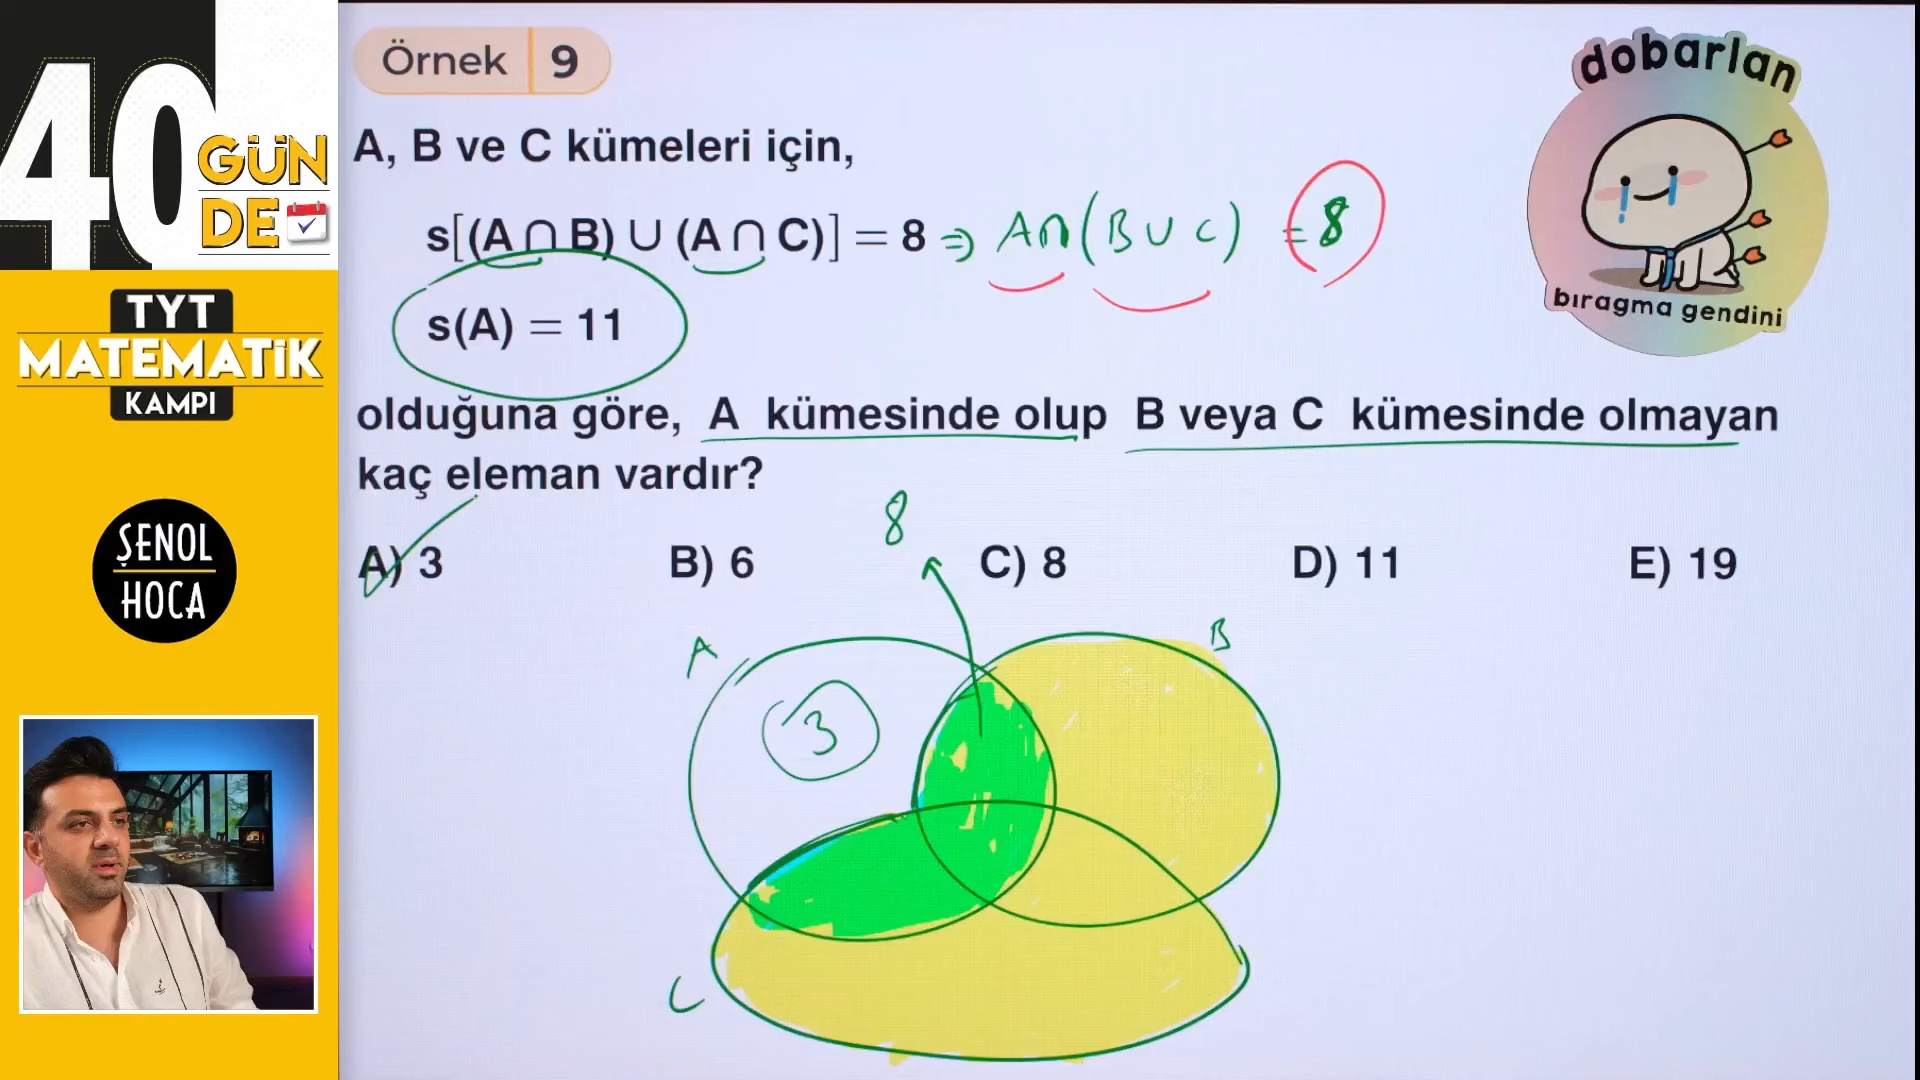 40
GÜN
DE
TYT
MATEMATİK
KAMPI
ŞENOL
HOCA
Örnek 9
A, B ve C kümeleri için,
s[(A ∩ B) ∪ (A ∩ C)] = 8 ⇒ A∩(B∪C) = 8
s(A) = 11
olduğuna göre, A kümesinde olup B veya C kümesinde olmayan
kaç eleman vardır?
A) 3 B) 6 C) 8 D) 11 E) 19
8
A
B
3
C
dobarlan
bıragma gendini